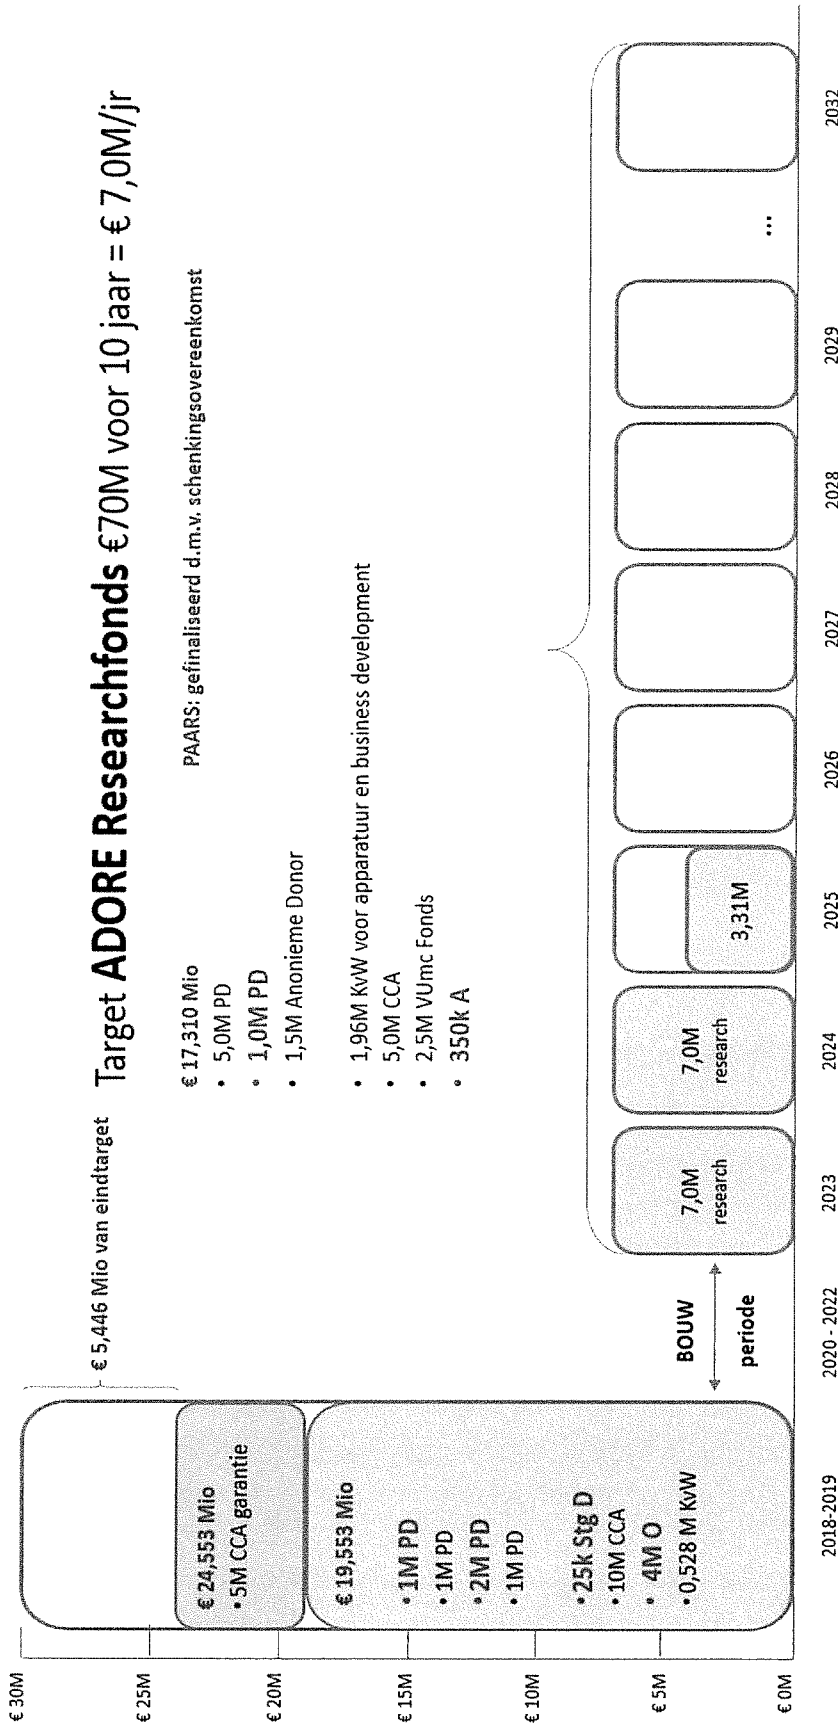 Target ADORE Researchfonds €70M voor 10 jaar = € 7,0M/jr
€ 5,446 Mio van eindtarget
€ 17,310 Mio
PAARS: gefinaliseerd d.m.v. schenkingsovereenkomst
• 5,0M PD
• 1,0M PD
• 1,5M Anonieme Donor
• 1,96M KvW voor apparatuur en business development
• 5,0M CCA
• 2,5M VUmc Fonds
• 350k A
€ 30M
€ 25M
€ 20M
€ 15M
€ 10M
€ 5M
€ 0M
€ 24,553 Mio
• 5M CCA garantie
€ 19,553 Mio
• 1M PD
• 1M PD
• 2M PD
• 1M PD
• 25k Stg D
• 10M CCA
• 4M O
• 0,528 M KvW
BOUW
periode
7,0M
research
7,0M
research
3,31M
...
2018-2019
2020 - 2022
2023
2024
2025
2026
2027
2028
2029
2032